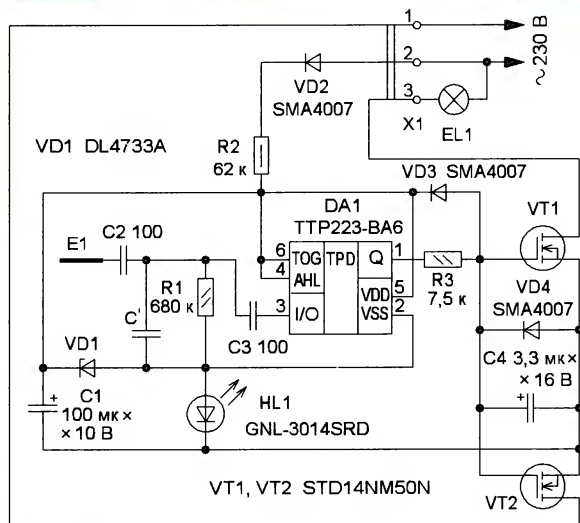 1
2
3
~ 230 В
VD2
SMA4007
X1
EL1
VD1 DL4733A
R2
62 к
VD3 SMA4007
DA1
TTP223-BA6
VT1
E1
C2 100
6
4
3
TOG
AHL
I/O
TPD
Q
VDD
VSS
1
5
2
R3
7,5 к
R1
680 к
C'
C3 100
VD4
SMA4007
C4 3,3 мк ×
× 16 В
+
VD1
C1
100 мк ×
× 10 В
+
HL1
GNL-3014SRD
VT1, VT2 STD14NM50N
VT2